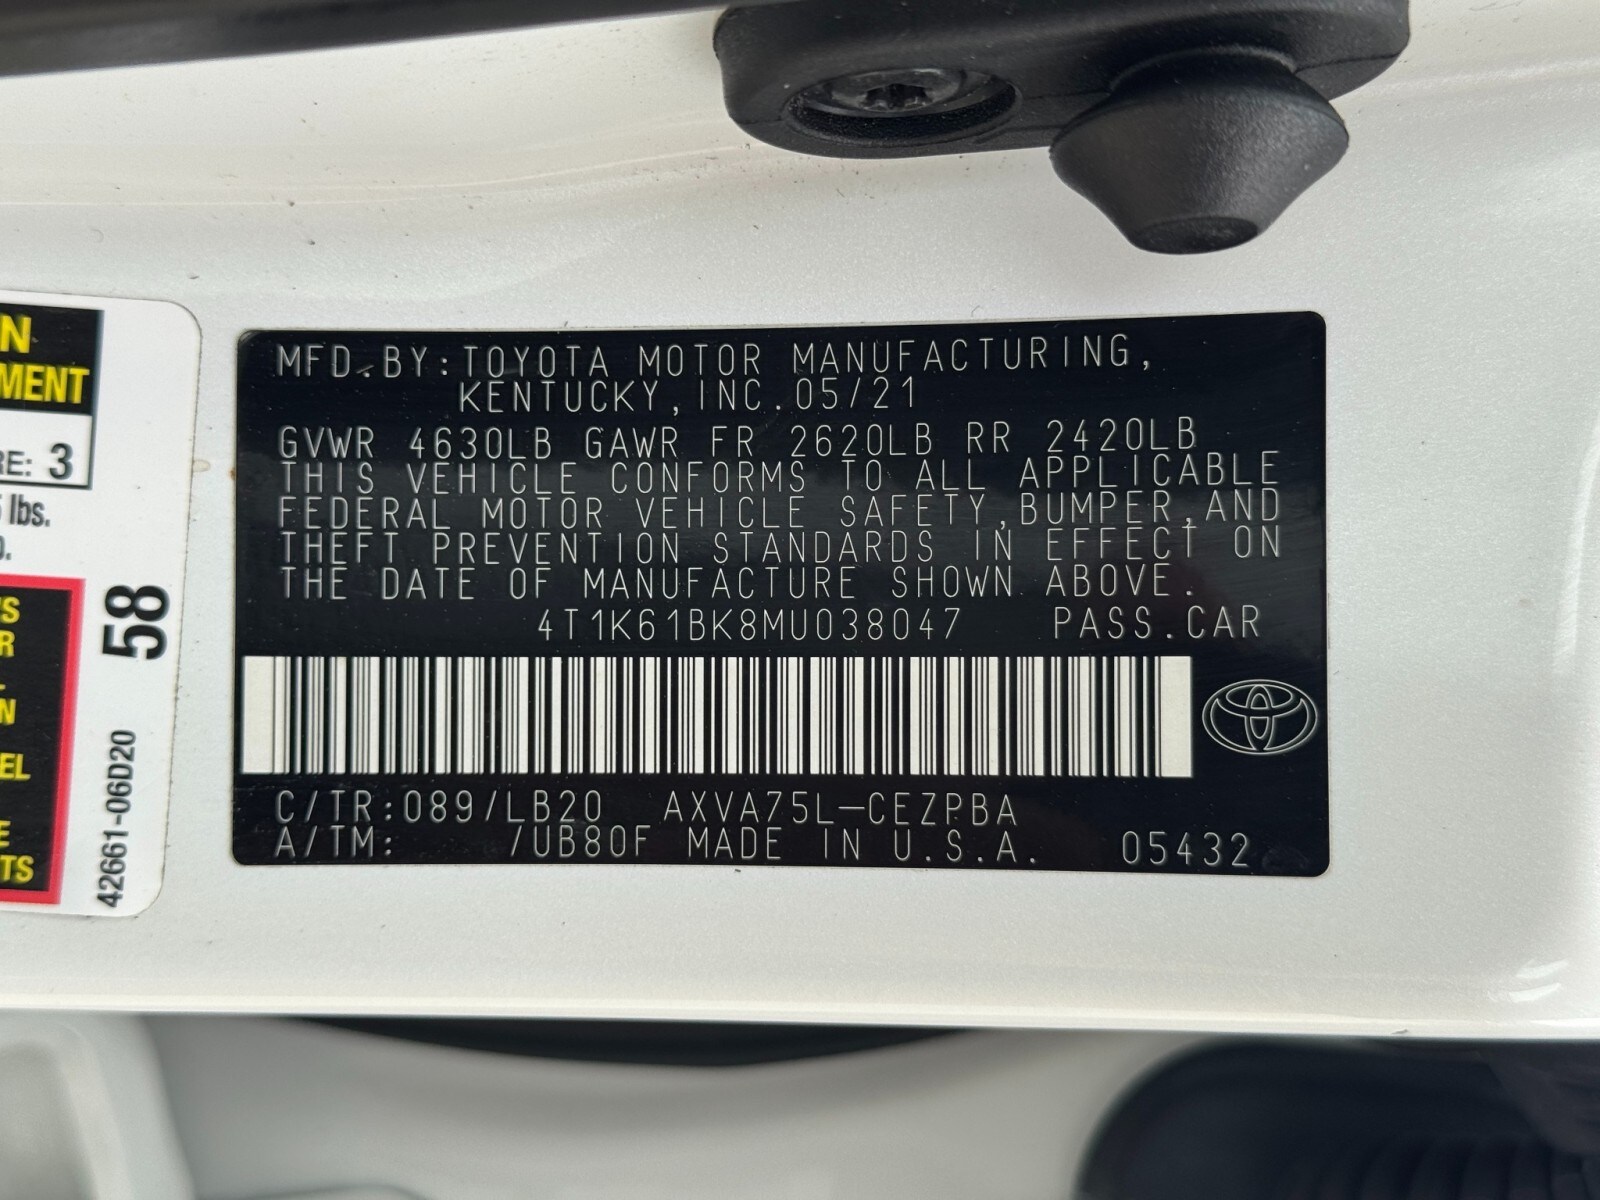 N
MENT
RE: 3
5 lbs.
'S
R
N
EL
E
TS
58
42661-06D20
MFD.BY:TOYOTA MOTOR MANUFACTURING,
KENTUCKY,INC.05/21
GVWR 4630LB GAWR FR 2620LB RR 2420LB
THIS VEHICLE CONFORMS TO ALL APPLICABLE
FEDERAL MOTOR VEHICLE SAFETY,BUMPER,AND
THEFT PREVENTION STANDARDS IN EFFECT ON
THE DATE OF MANUFACTURE SHOWN ABOVE.
4T1K61BK8MU038047 PASS.CAR
C/TR:089/LB20 AXVA75L-CEZPBA
A/TM: /UB80F MADE IN U.S.A. 05432